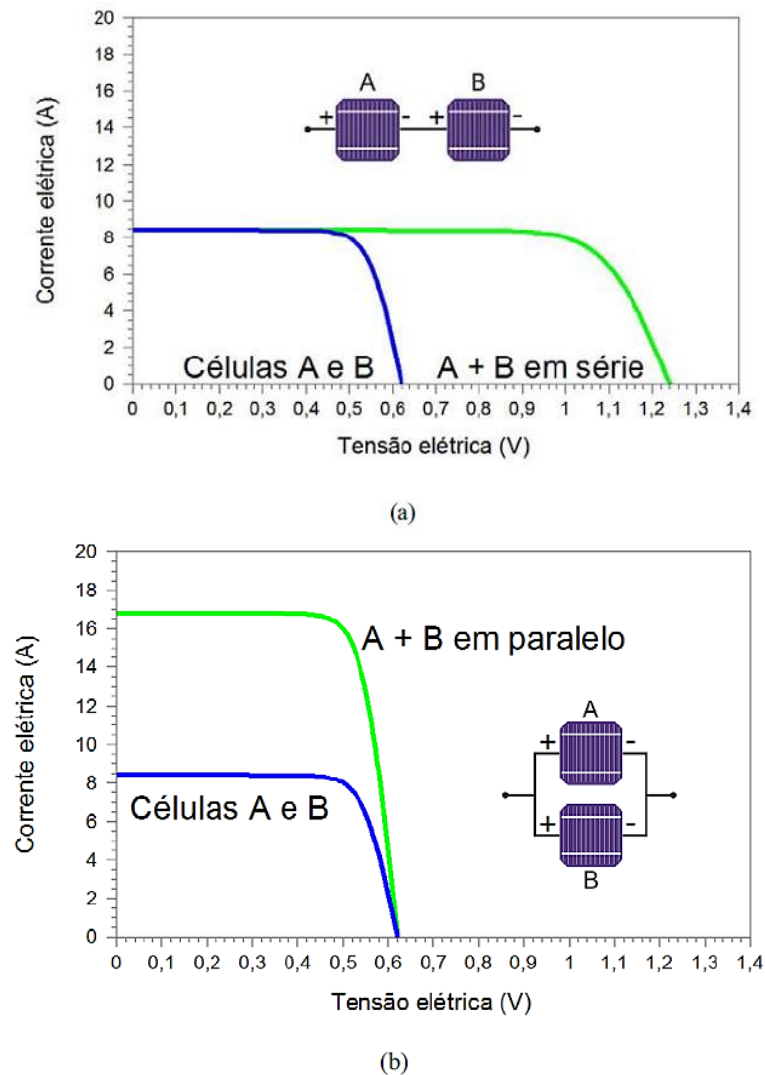 20
18
16
14
12
10
8
6
4
2
0
Corrente elétrica (A)
A B
+ - + -
Células A e B A + B em série
0 0,1 0,2 0,3 0,4 0,5 0,6 0,7 0,8 0,9 1 1,1 1,2 1,3 1,4
Tensão elétrica (V)
(a)
20
18
16
14
12
10
8
6
4
2
0
Corrente elétrica (A)
A + B em paralelo
Células A e B
A
+ -
+ -
B
0 0,1 0,2 0,3 0,4 0,5 0,6 0,7 0,8 0,9 1 1,1 1,2 1,3 1,4
Tensão elétrica (V)
(b)